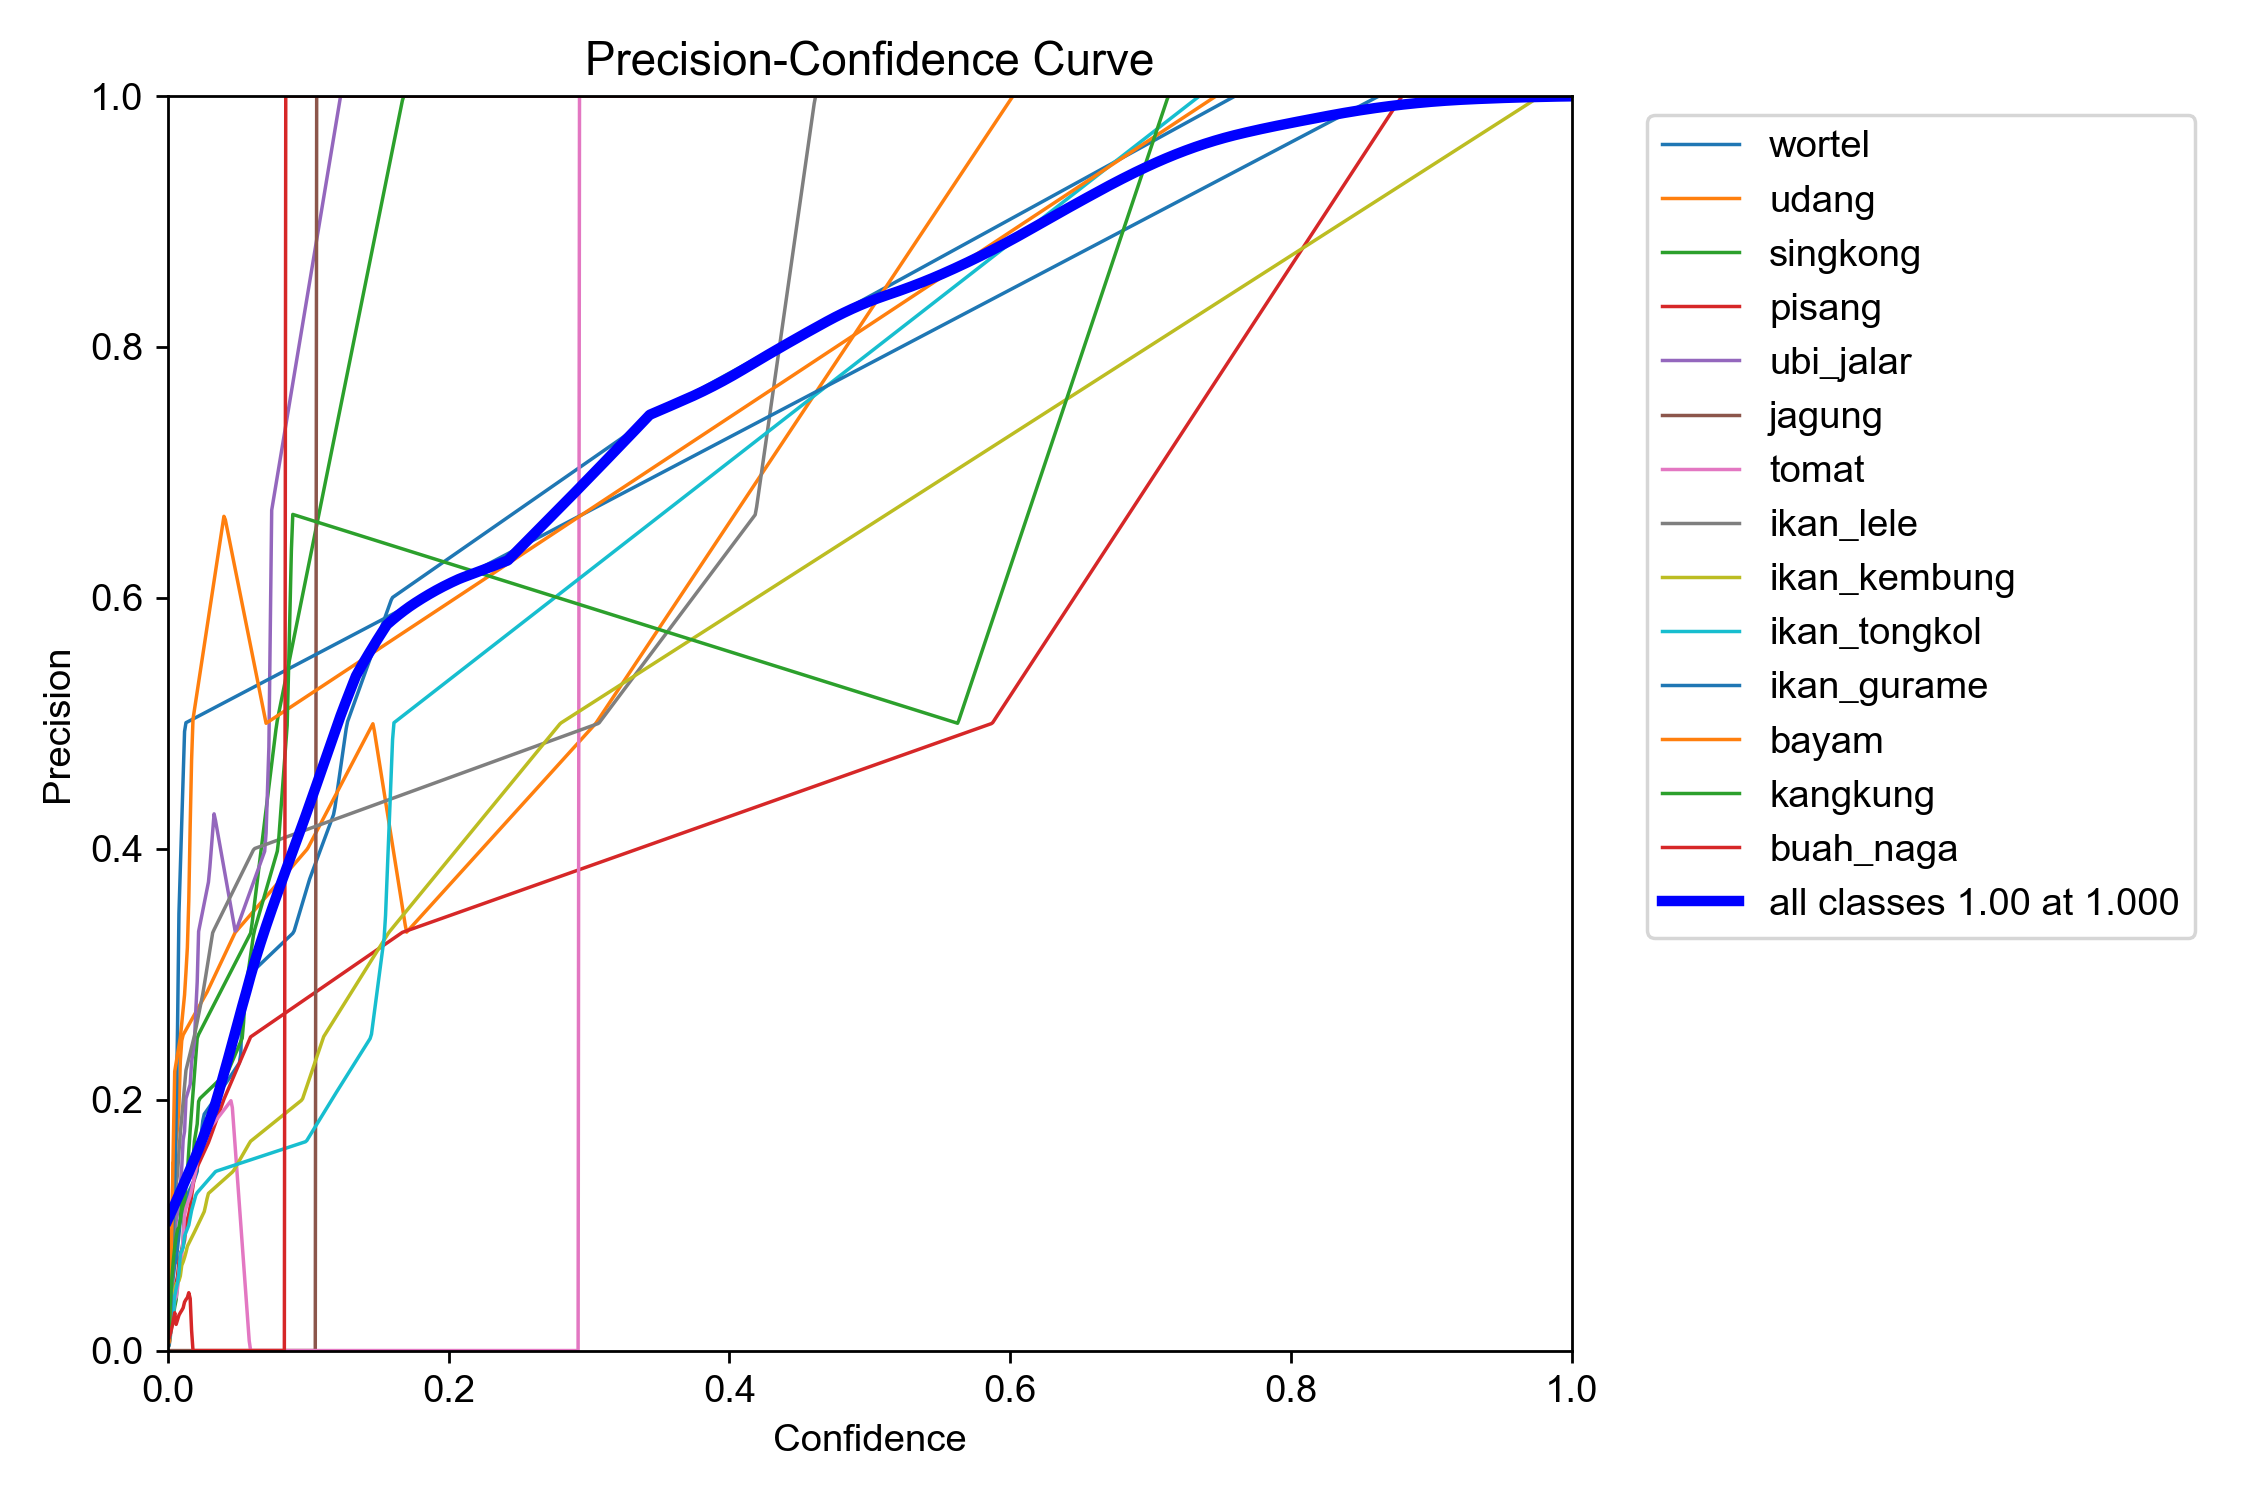 Precision-Confidence Curve
1.0
0.8
0.6
0.4
0.2
0.0
Precision
0.0 0.2 0.4 0.6 0.8 1.0
Confidence
wortel
udang
singkong
pisang
ubi_jalar
jagung
tomat
ikan_lele
ikan_kembung
ikan_tongkol
ikan_gurame
bayam
kangkung
buah_naga
all classes 1.00 at 1.000